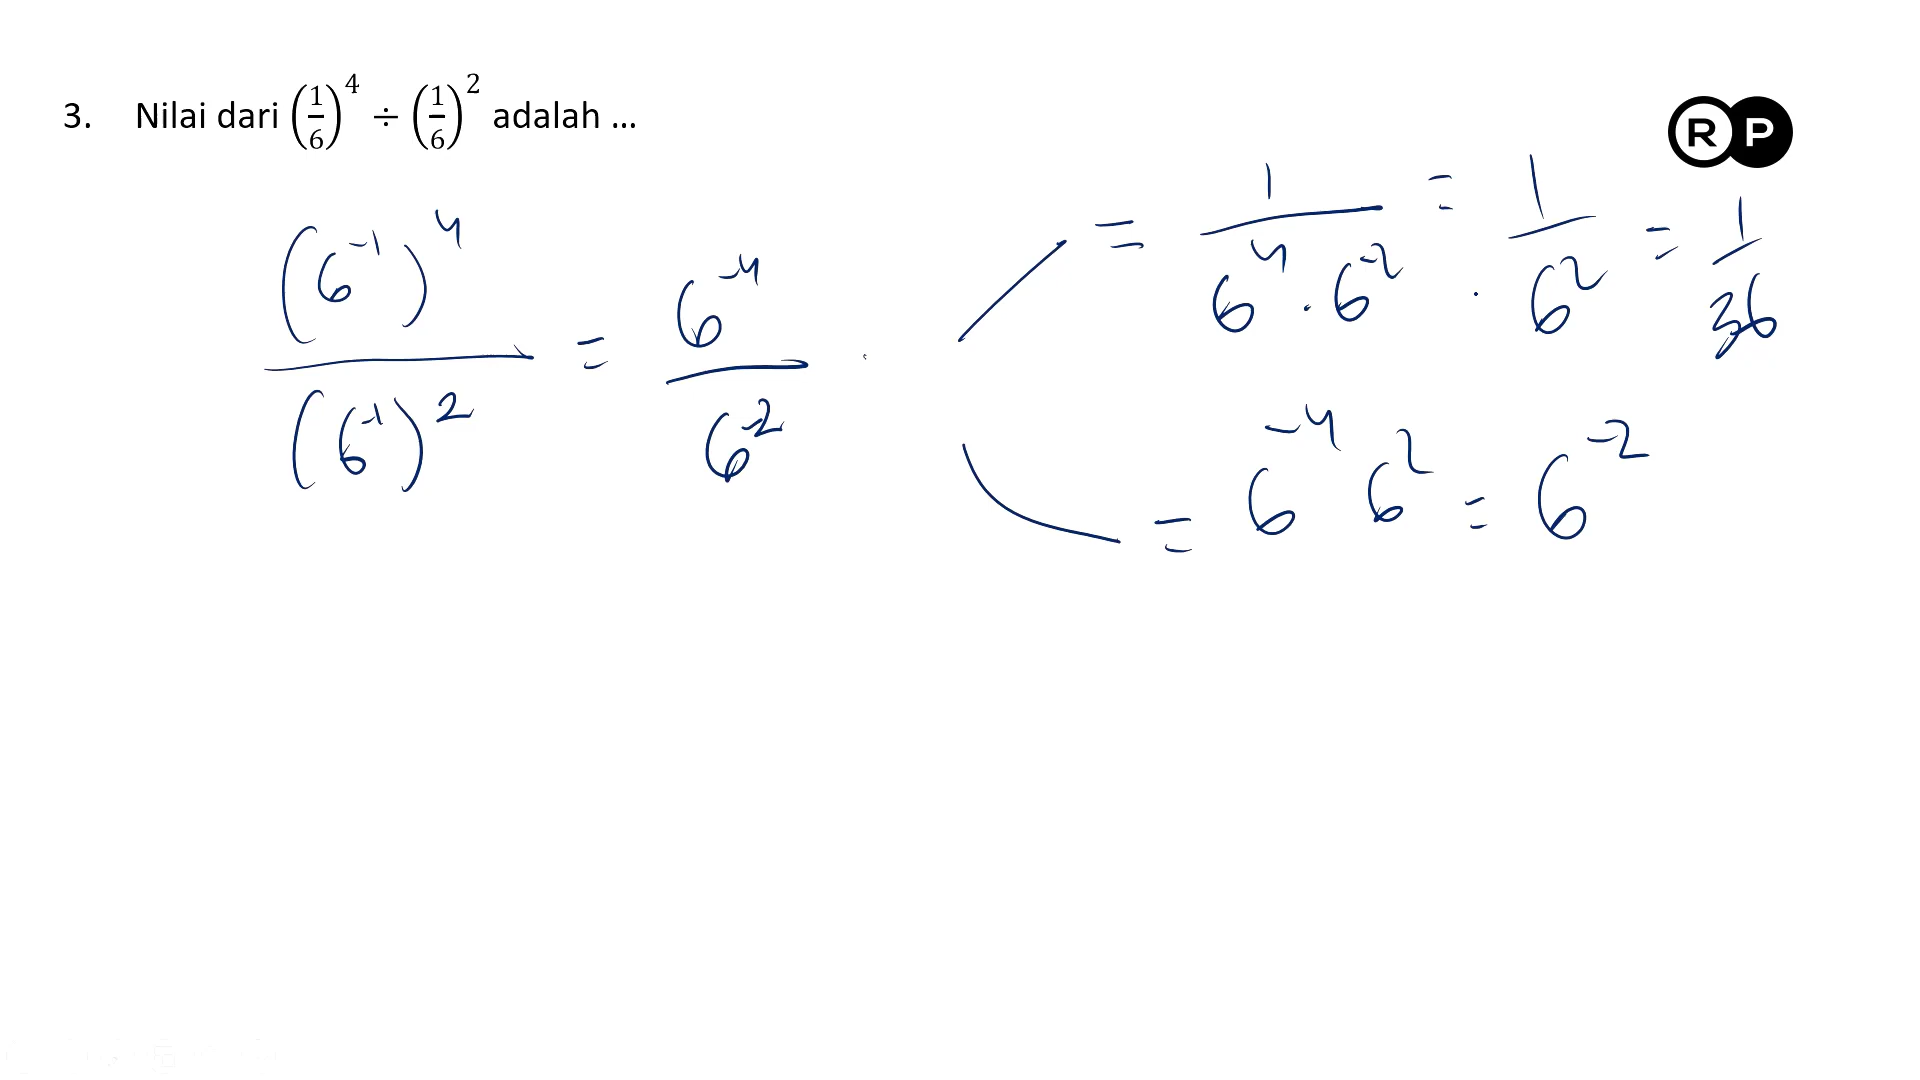 3. Nilai dari (1/6)^4 ÷ (1/6)^2 adalah ...
RP
(6^-1)^4 / (6^-1)^2 = 6^-4 / 6^-2
= 1 / (6^4 . 6^-2) = 1 / 6^2 = 1/36
= 6^-4 6^2 = 6^-2